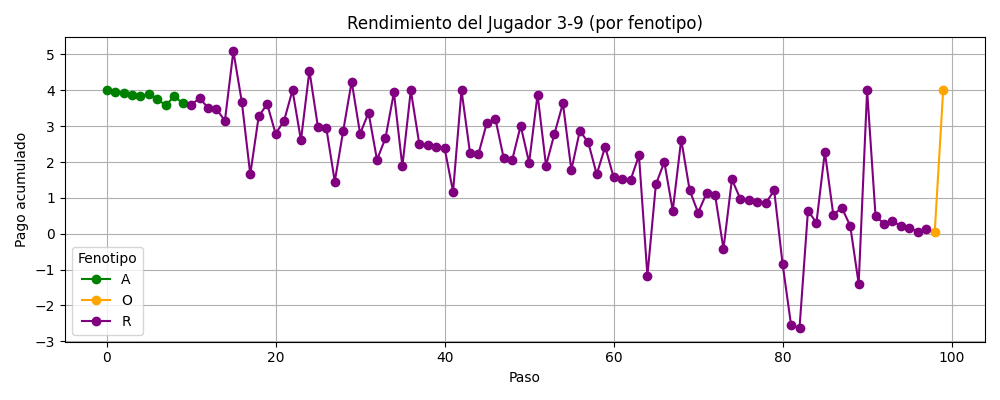 Rendimiento del Jugador 3-9 (por fenotipo)
Pago acumulado
5
4
3
2
1
0
−1
−2
−3
Fenotipo
A
O
R
0 20 40 60 80 100
Paso